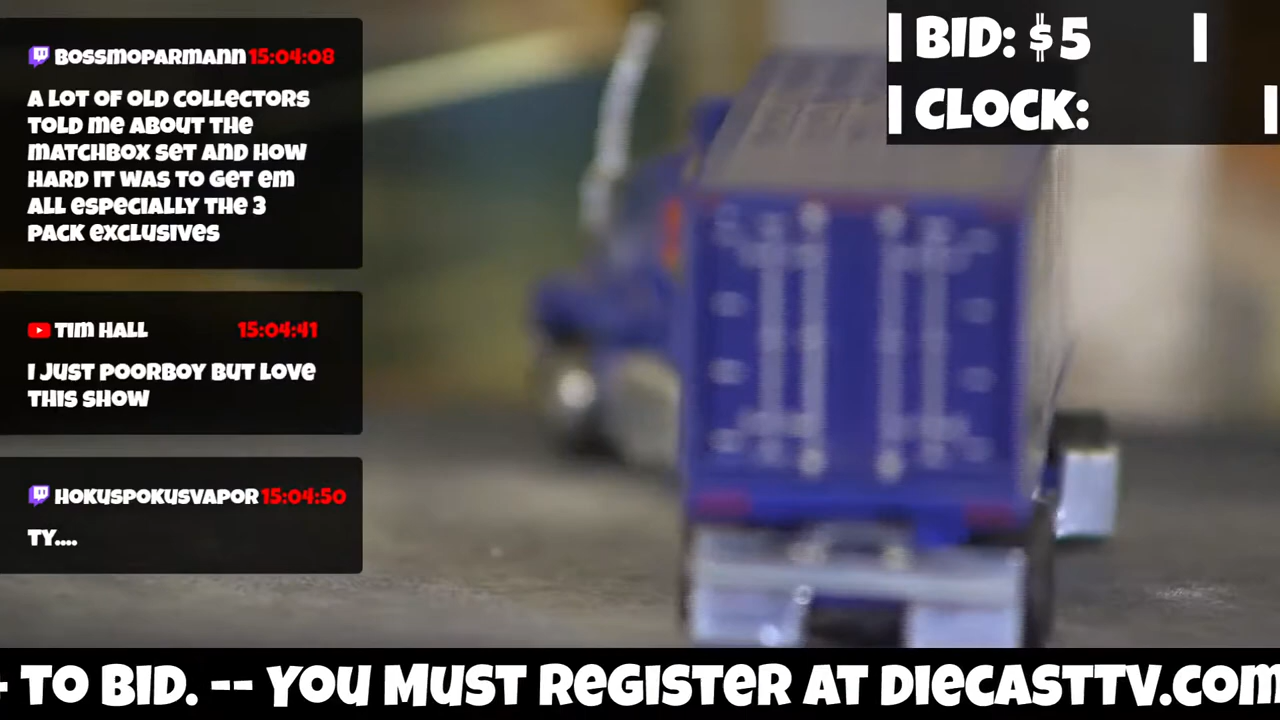 BOSSMOPARMANN 15:04:08
A LOT OF OLD COLLECTORS
TOLD ME ABOUT THE
MATCHBOX SET AND HOW
HARD IT WAS TO GET EM
ALL ESPECIALLY THE 3
PACK EXCLUSIVES
TIM HALL 15:04:41
I JUST POORBOY BUT LOVE
THIS SHOW
HOKUSPOKUSVAPOR 15:04:50
TY....
| BID: $5 |
| CLOCK: |
TO BID. -- YOU MUST REGISTER AT DIECASTTV.COM